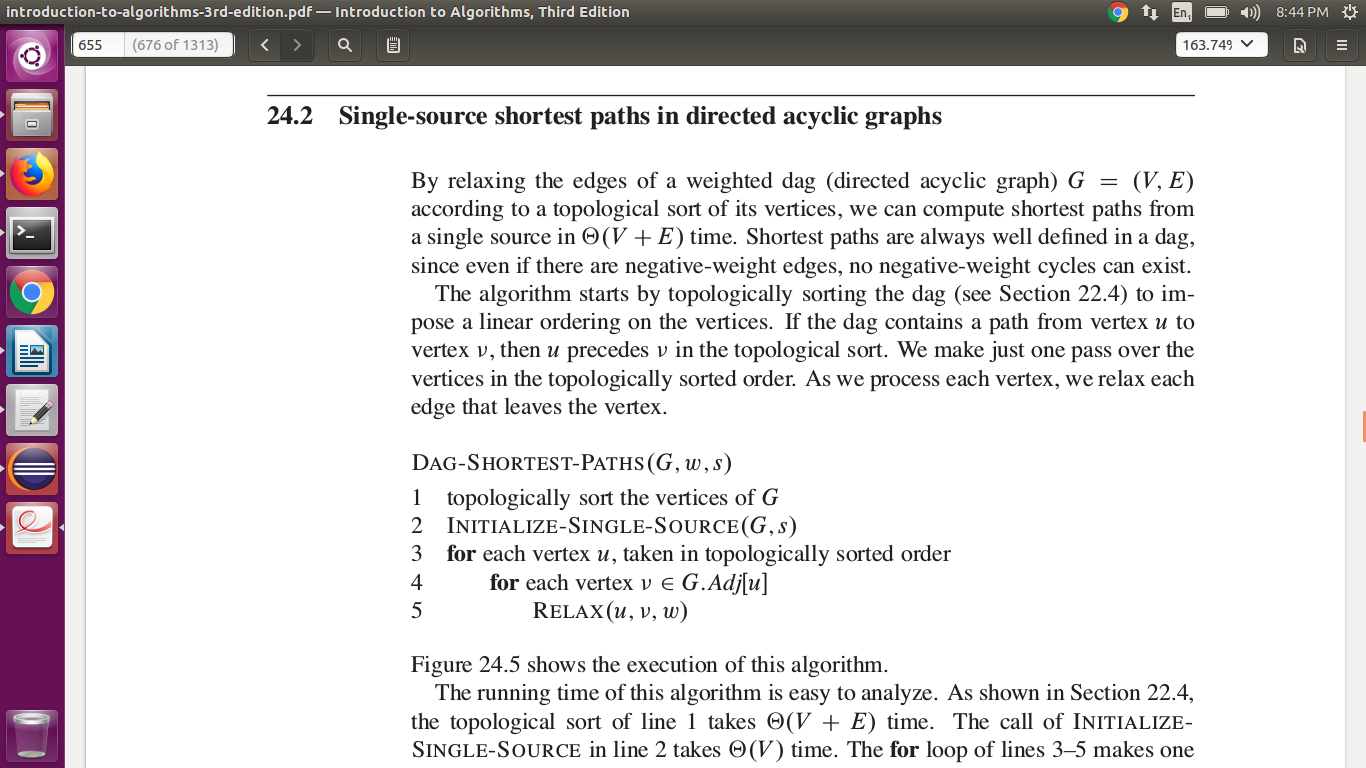 introduction-to-algorithms-3rd-edition.pdf — Introduction to Algorithms, Third Edition
En 8:44 PM
655 (676 of 1313) 163.74%
24.2 Single-source shortest paths in directed acyclic graphs
By relaxing the edges of a weighted dag (directed acyclic graph) G = (V, E)
according to a topological sort of its vertices, we can compute shortest paths from
a single source in Θ(V + E) time. Shortest paths are always well defined in a dag,
since even if there are negative-weight edges, no negative-weight cycles can exist.
The algorithm starts by topologically sorting the dag (see Section 22.4) to im-
pose a linear ordering on the vertices. If the dag contains a path from vertex u to
vertex v, then u precedes v in the topological sort. We make just one pass over the
vertices in the topologically sorted order. As we process each vertex, we relax each
edge that leaves the vertex.
DAG-SHORTEST-PATHS(G, w, s)
1 topologically sort the vertices of G
2 INITIALIZE-SINGLE-SOURCE(G, s)
3 for each vertex u, taken in topologically sorted order
4 for each vertex v ∈ G.Adj[u]
5 RELAX(u, v, w)
Figure 24.5 shows the execution of this algorithm.
The running time of this algorithm is easy to analyze. As shown in Section 22.4,
the topological sort of line 1 takes Θ(V + E) time. The call of INITIALIZE-
SINGLE-SOURCE in line 2 takes Θ(V) time. The for loop of lines 3–5 makes one